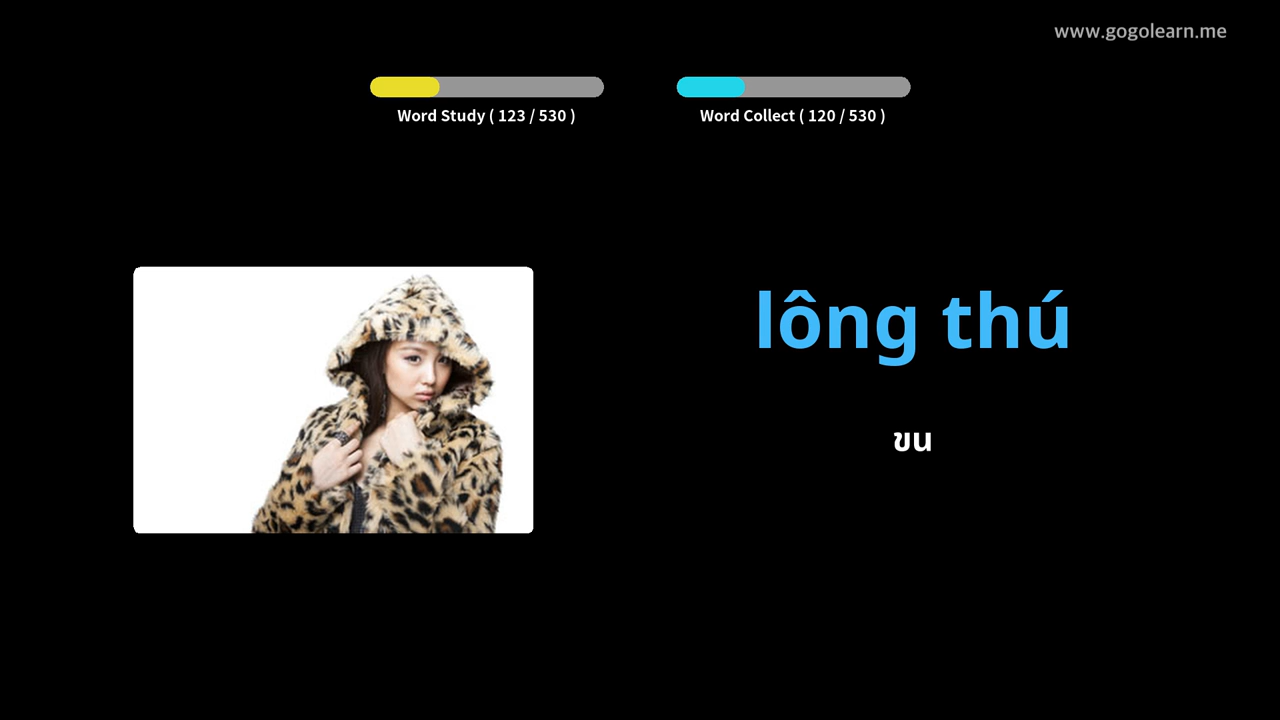 www.gogolearn.me
Word Study ( 123 / 530 )
Word Collect ( 120 / 530 )
lông thú
ขน